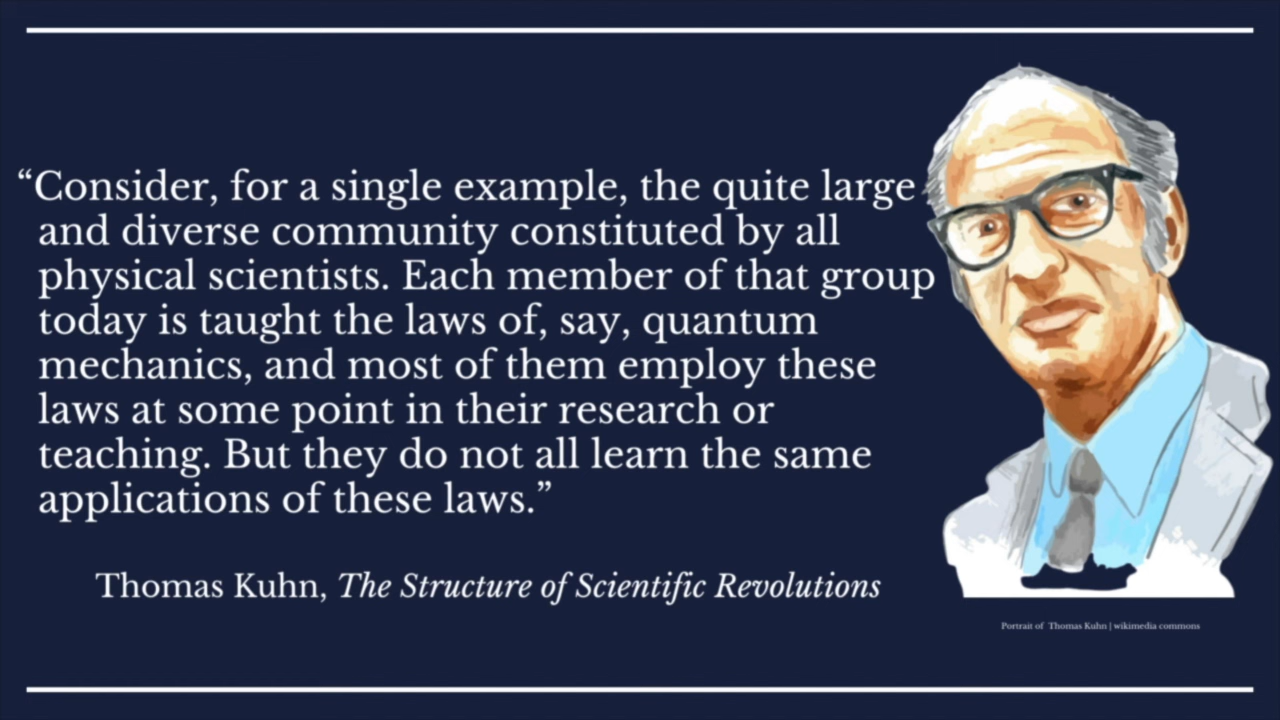 “Consider, for a single example, the quite large
and diverse community constituted by all
physical scientists. Each member of that group
today is taught the laws of, say, quantum
mechanics, and most of them employ these
laws at some point in their research or
teaching. But they do not all learn the same
applications of these laws.”
Thomas Kuhn, The Structure of Scientific Revolutions
Portrait of Thomas Kuhn | wikimedia commons